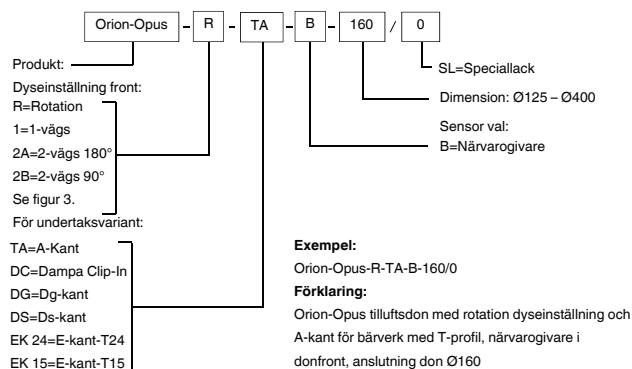 Orion-Opus - R - TA - B - 160 / 0
Produkt:
Dyseinställning front:
R=Rotation
1=1-vägs
2A=2-vägs 180°
2B=2-vägs 90°
Se figur 3.
För undertaksvariant:
TA=A-Kant
DC=Dampa Clip-In
DG=Dg-kant
DS=Ds-kant
EK 24=E-kant-T24
EK 15=E-kant-T15
SL=Speciallack
Dimension: Ø125 – Ø400
Sensor val:
B=Närvarogivare
Exempel:
Orion-Opus-R-TA-B-160/0
Förklaring:
Orion-Opus tilluftsdon med rotation dyseinställning och
A-kant för bärverk med T-profil, närvarogivare i
donfront, anslutning don Ø160